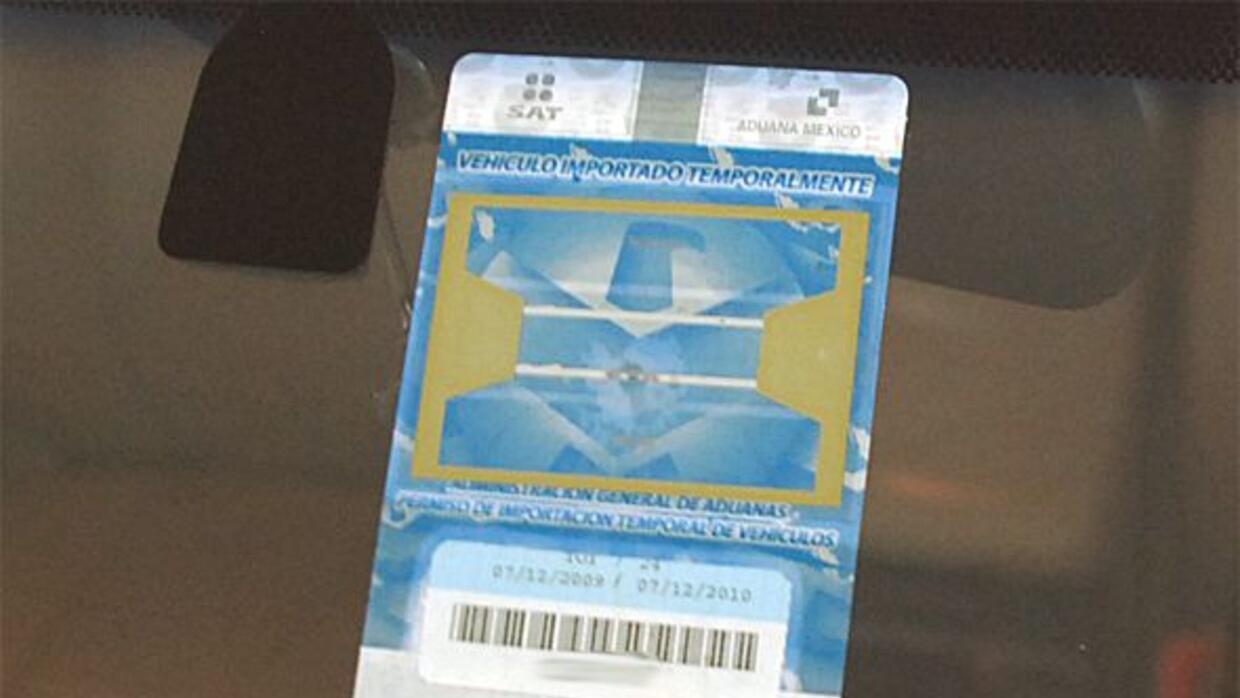 SAT
ADUANA MEXICO
VEHICULO IMPORTADO TEMPORALMENTE
ADMINISTRACION GENERAL DE ADUANAS
PERMISO DE IMPORTACION TEMPORAL DE VEHICULOS
07/12/2009 / 07/12/2010